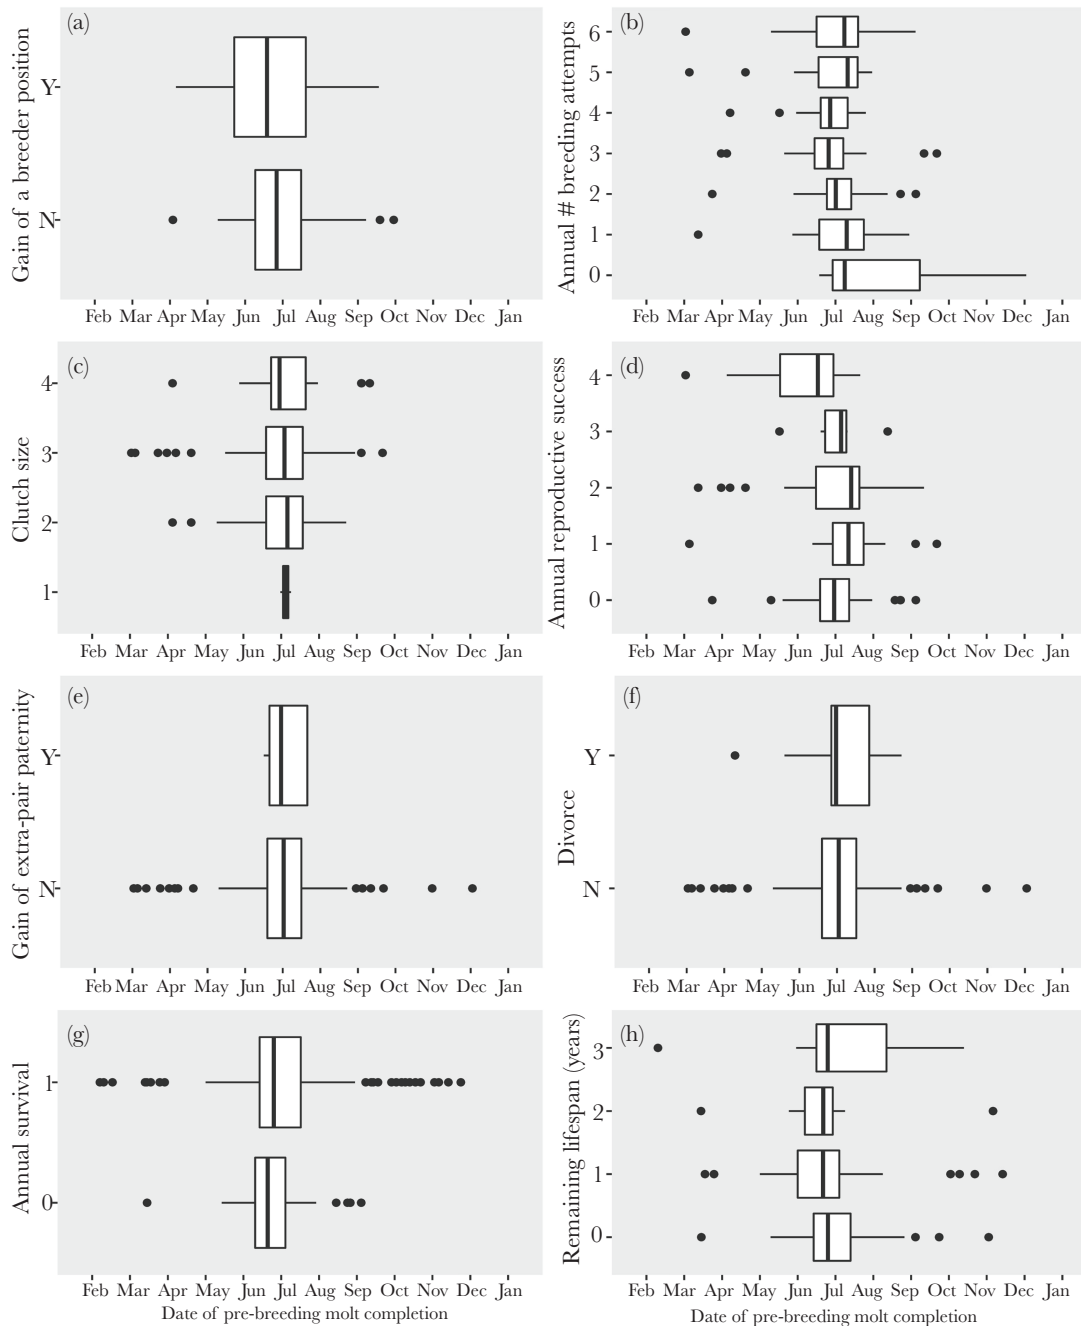 (a)
Gain of a breeder position
Y
N
Feb Mar Apr May Jun Jul Aug Sep Oct Nov Dec Jan
(b)
Annual # breeding attempts
6
5
4
3
2
1
0
Feb Mar Apr May Jun Jul Aug Sep Oct Nov Dec Jan
(c)
Clutch size
4
3
2
1
Feb Mar Apr May Jun Jul Aug Sep Oct Nov Dec Jan
(d)
Annual reproductive success
4
3
2
1
0
Feb Mar Apr May Jun Jul Aug Sep Oct Nov Dec Jan
(e)
Gain of extra-pair paternity
Y
N
Feb Mar Apr May Jun Jul Aug Sep Oct Nov Dec Jan
(f)
Divorce
Y
N
Feb Mar Apr May Jun Jul Aug Sep Oct Nov Dec Jan
(g)
Annual survival
1
0
Feb Mar Apr May Jun Jul Aug Sep Oct Nov Dec Jan
Date of pre-breeding molt completion
(h)
Remaining lifespan (years)
3
2
1
0
Feb Mar Apr May Jun Jul Aug Sep Oct Nov Dec Jan
Date of pre-breeding molt completion